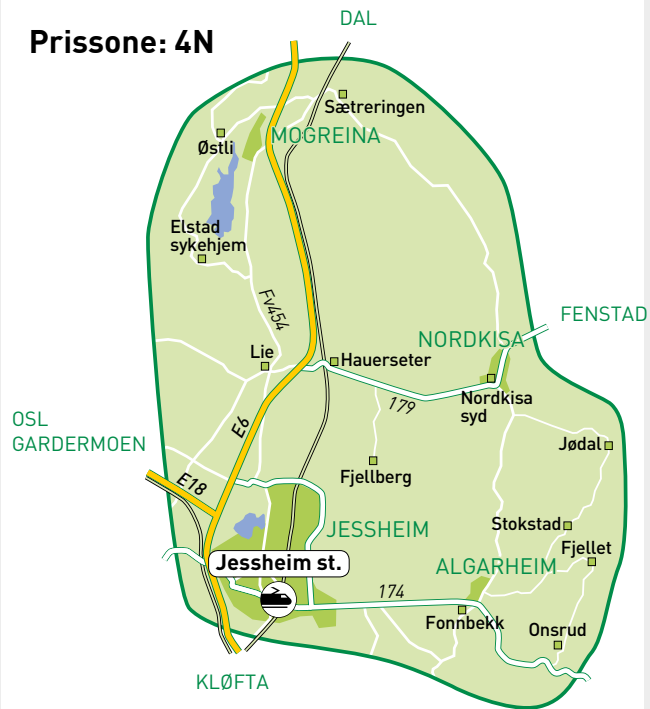 DAL
Prissone: 4N
Sætreringen
MOGREINA
Østli
Elstad
sykehjem
Fv454
FENSTAD
NORDKISA
Lie
Hauerseter
179
Nordkisa
syd
OSL
GARDERMOEN
E6
Jødal
Fjellberg
E18
Stokstad
JESSHEIM
Fjellet
Jessheim st.
ALGARHEIM
174
Fonnbekk
Onsrud
KLØFTA